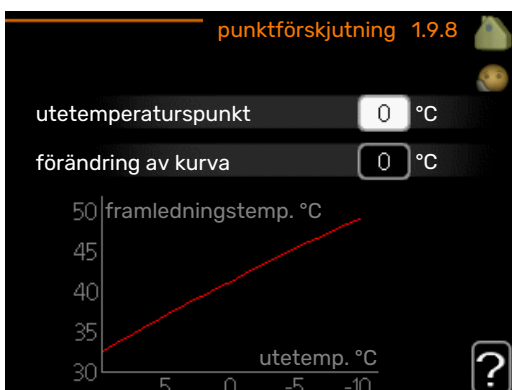 punktförskjutning 1.9.8
utetemperaturspunkt 0 °C
förändring av kurva 0 °C
50 framledningstemp. °C
45
40
35
utetemp. °C
30
5 0 -5 -10
?